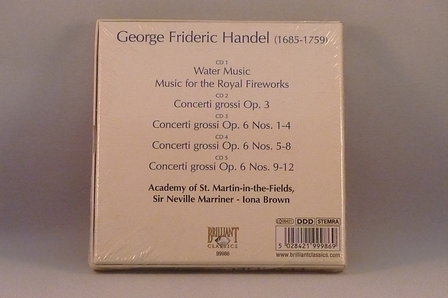 George Frideric Handel (1685-1759)
CD 1
Water Music
Music for the Royal Fireworks
CD 2
Concerti grossi Op. 3
CD 3
Concerti grossi Op. 6 Nos. 1-4
CD 4
Concerti grossi Op. 6 Nos. 5-8
CD 5
Concerti grossi Op. 6 Nos. 9-12
Academy of St. Martin-in-the-Fields,
Sir Neville Marriner - Iona Brown
BRILLIANT
CLASSICS
99986
DDD STEMRA
5 028421 999869
www.brilliantclassics.com